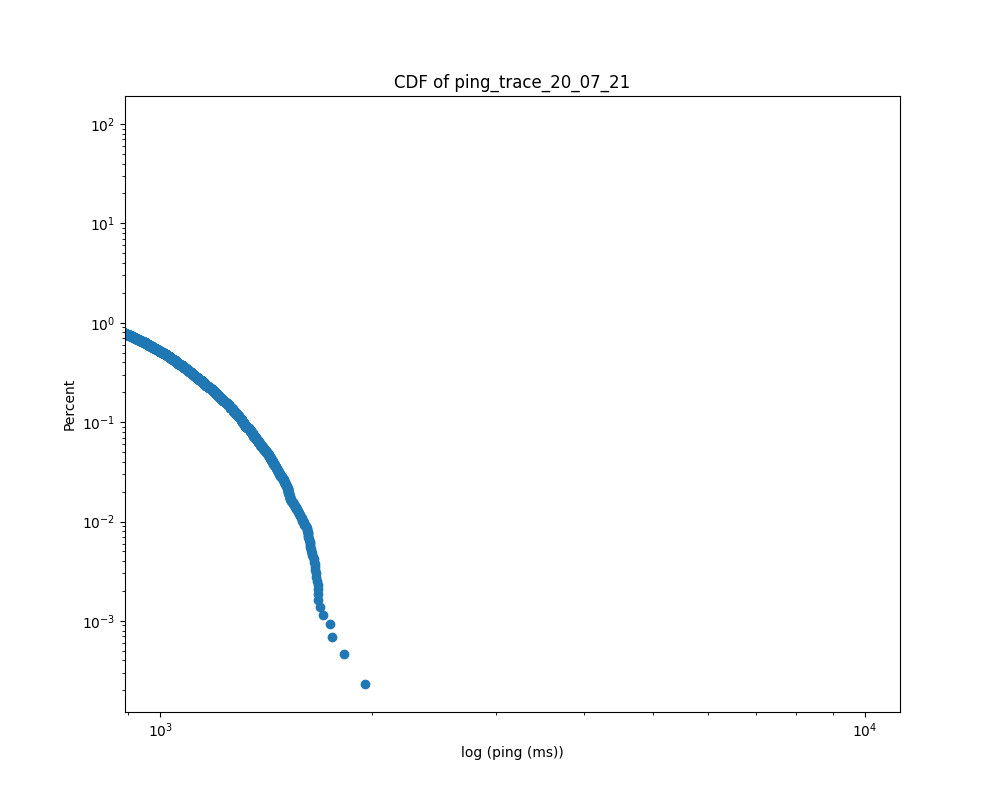 CDF of ping_trace_20_07_21
10²
10¹
10⁰
10⁻¹
10⁻²
10⁻³
Percent
10³ 10⁴
log (ping (ms))